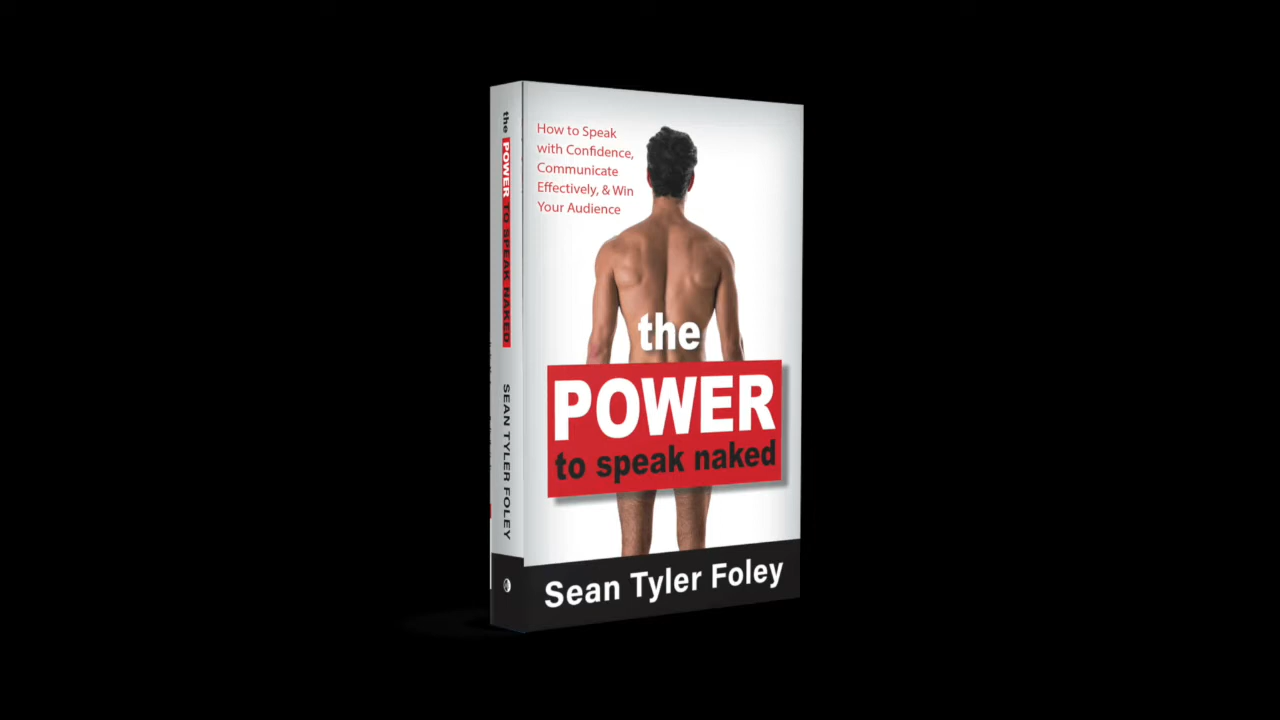 the POWER TO SPEAK NAKED
SEAN TYLER FOLEY
How to Speak
with Confidence,
Communicate
Effectively, & Win
Your Audience
the
POWER
to speak naked
Sean Tyler Foley